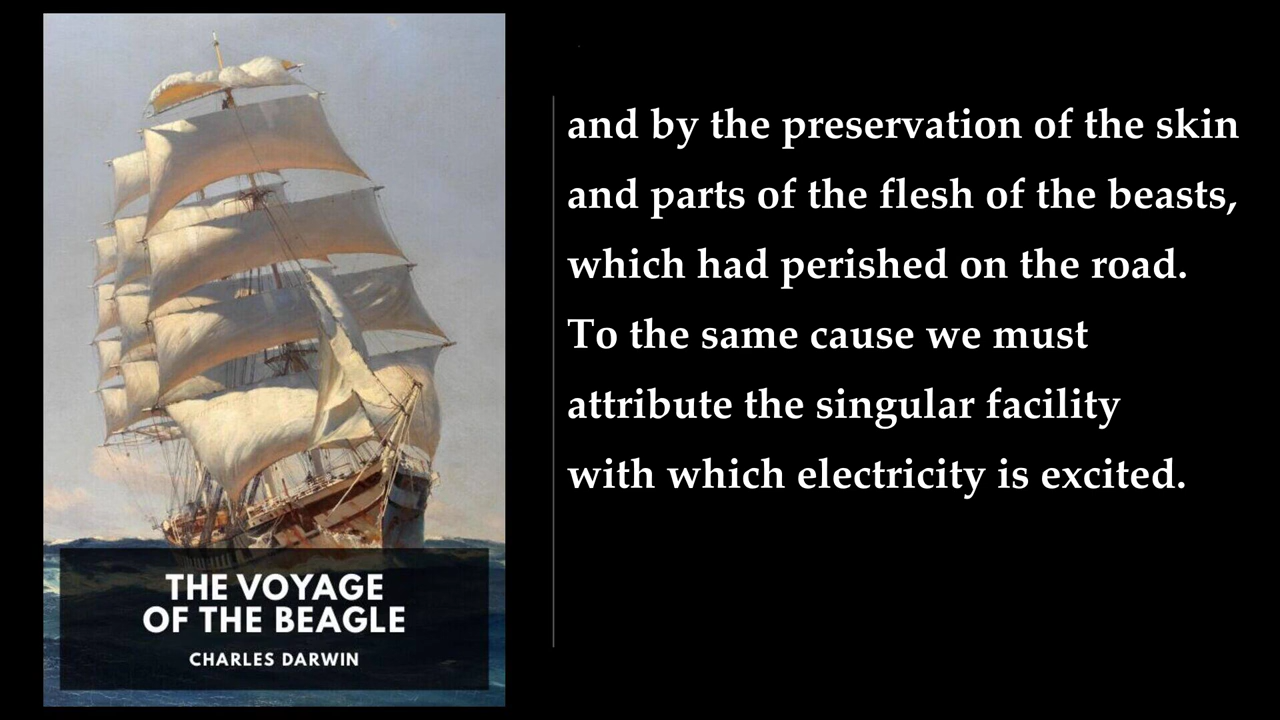 THE VOYAGE
OF THE BEAGLE
CHARLES DARWIN
and by the preservation of the skin
and parts of the flesh of the beasts,
which had perished on the road.
To the same cause we must
attribute the singular facility
with which electricity is excited.